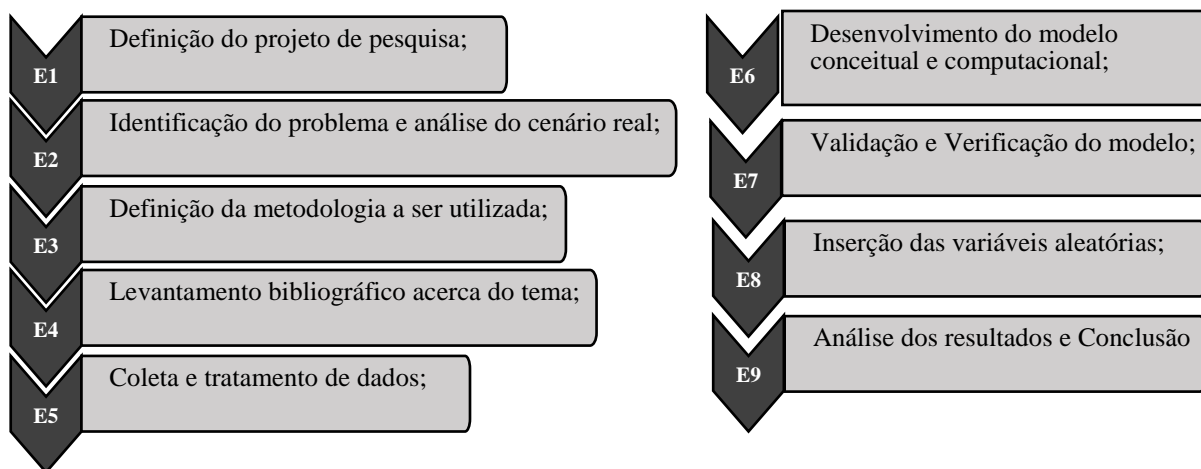 E1
Definição do projeto de pesquisa;
E2
Identificação do problema e análise do cenário real;
E3
Definição da metodologia a ser utilizada;
E4
Levantamento bibliográfico acerca do tema;
E5
Coleta e tratamento de dados;
E6
Desenvolvimento do modelo
conceitual e computacional;
E7
Validação e Verificação do modelo;
E8
Inserção das variáveis aleatórias;
E9
Análise dos resultados e Conclusão